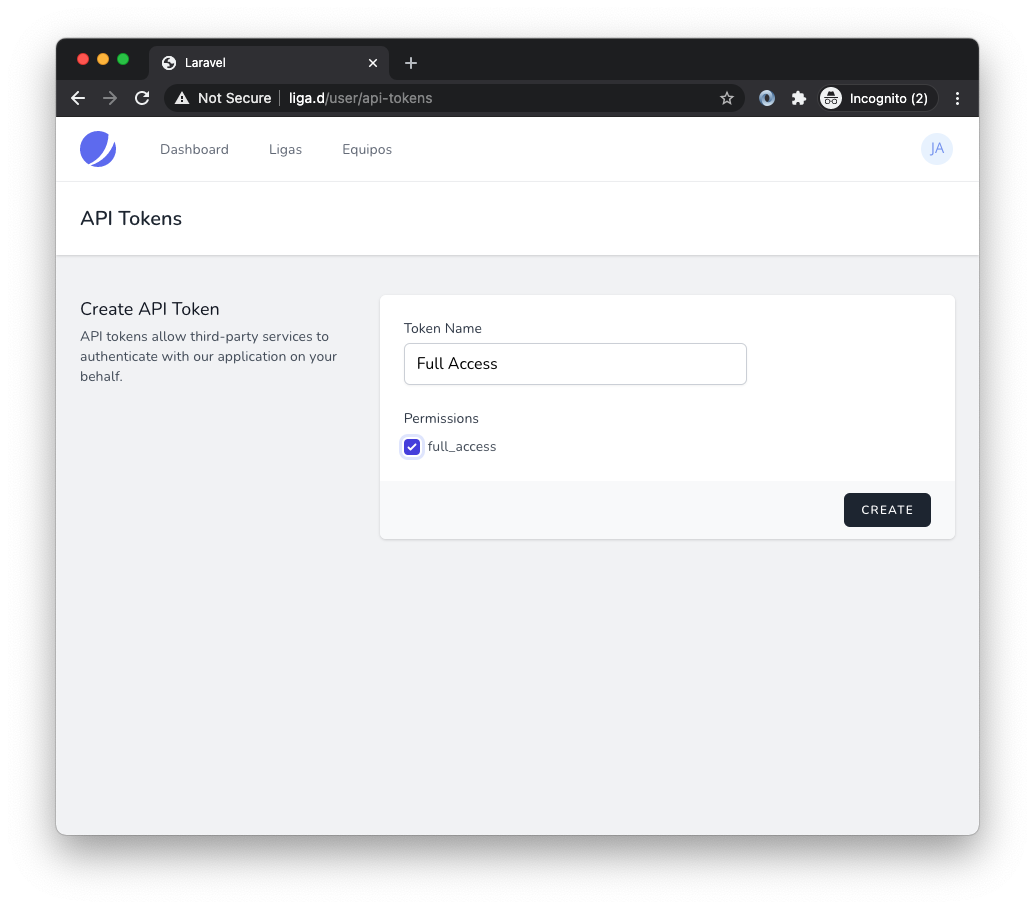 Laravel
Not Secure liga.d/user/api-tokens Incognito (2)
Dashboard Ligas Equipos JA
API Tokens
Create API Token
API tokens allow third-party services to
authenticate with our application on your
behalf.
Token Name
Full Access
Permissions
full_access
CREATE